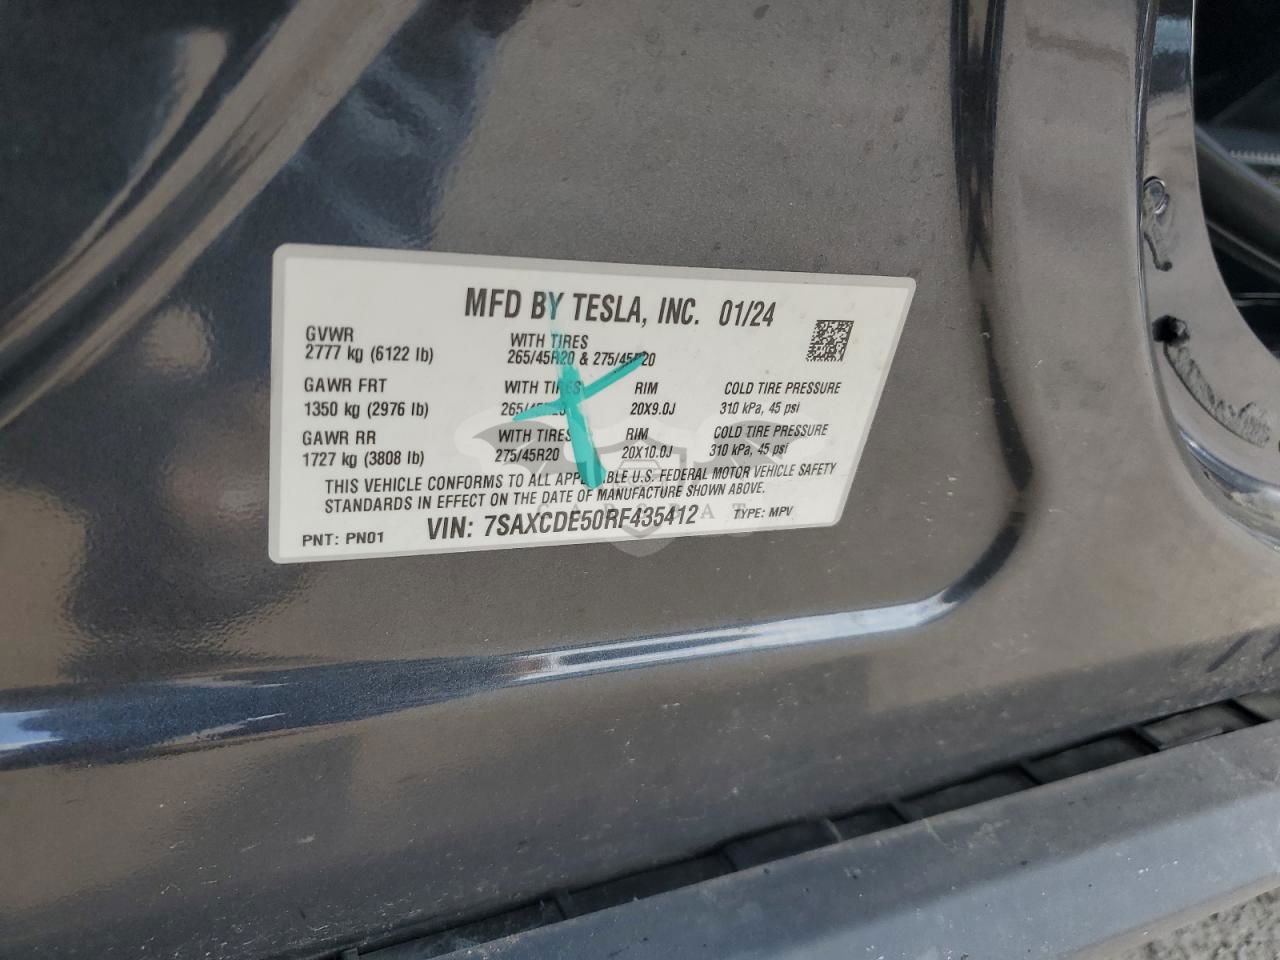 MFD BY TESLA, INC. 01/24
GVWR
2777 kg (6122 lb)
WITH TIRES
265/45R20 & 275/45R20
GAWR FRT
1350 kg (2976 lb)
WITH TIRES
265/45R20
RIM
20X9.0J
COLD TIRE PRESSURE
310 kPa, 45 psi
GAWR RR
1727 kg (3808 lb)
WITH TIRES
275/45R20
RIM
20X10.0J
COLD TIRE PRESSURE
310 kPa, 45 psi
THIS VEHICLE CONFORMS TO ALL APPLICABLE U.S. FEDERAL MOTOR VEHICLE SAFETY
STANDARDS IN EFFECT ON THE DATE OF MANUFACTURE SHOWN ABOVE.
PNT: PN01 VIN: 7SAXCDE50RF435412 TYPE: MPV